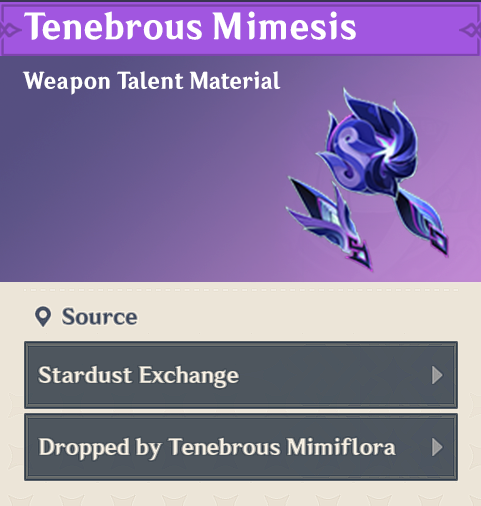 Tenebrous Mimesis
Weapon Talent Material
Source
Stardust Exchange
Dropped by Tenebrous Mimiflora